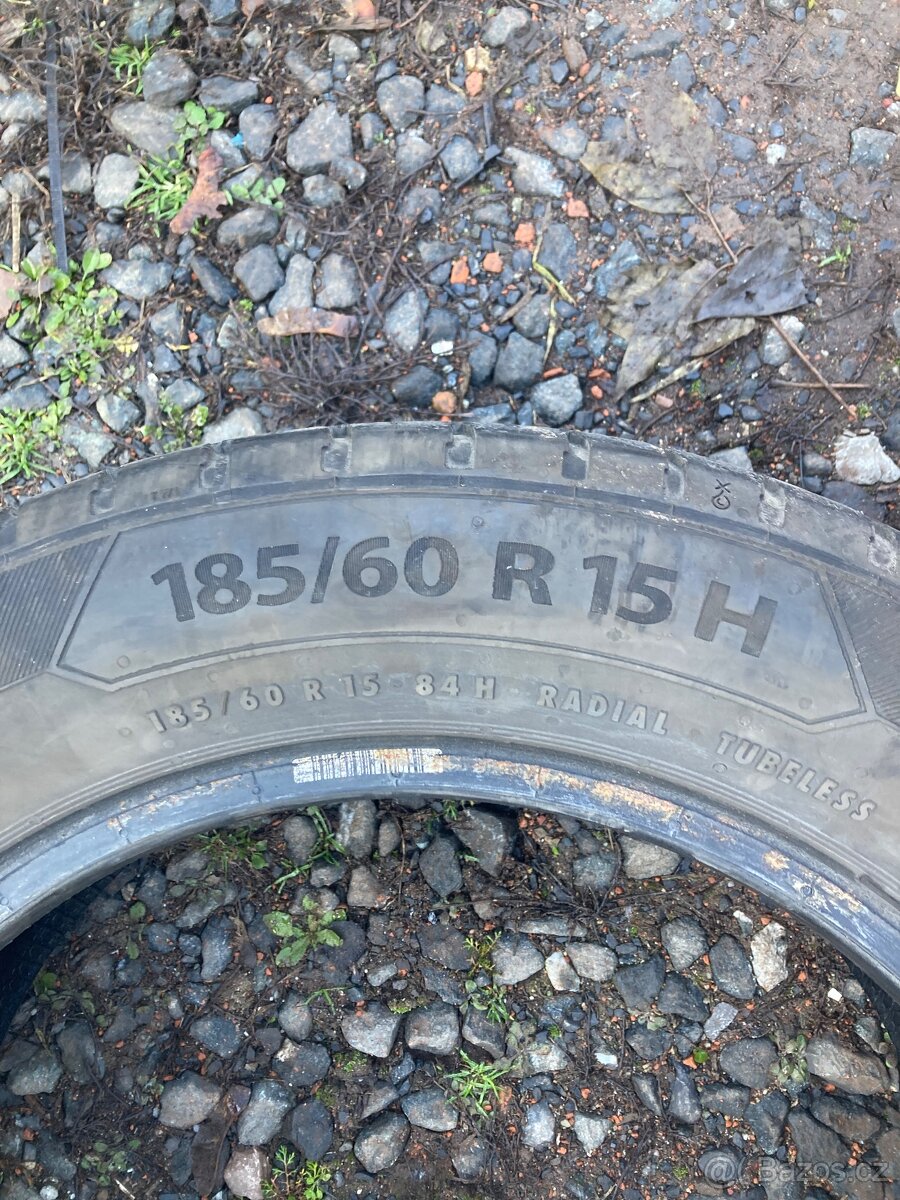 185/60 R 15 H
185/60 R 15 84 H RADIAL TUBELESS
Bazos.cz